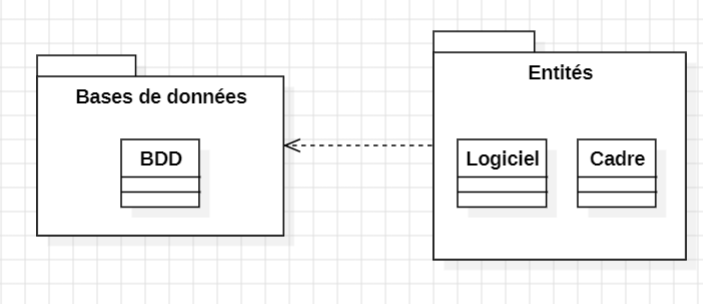 Bases de données
BDD
Entités
Logiciel
Cadre